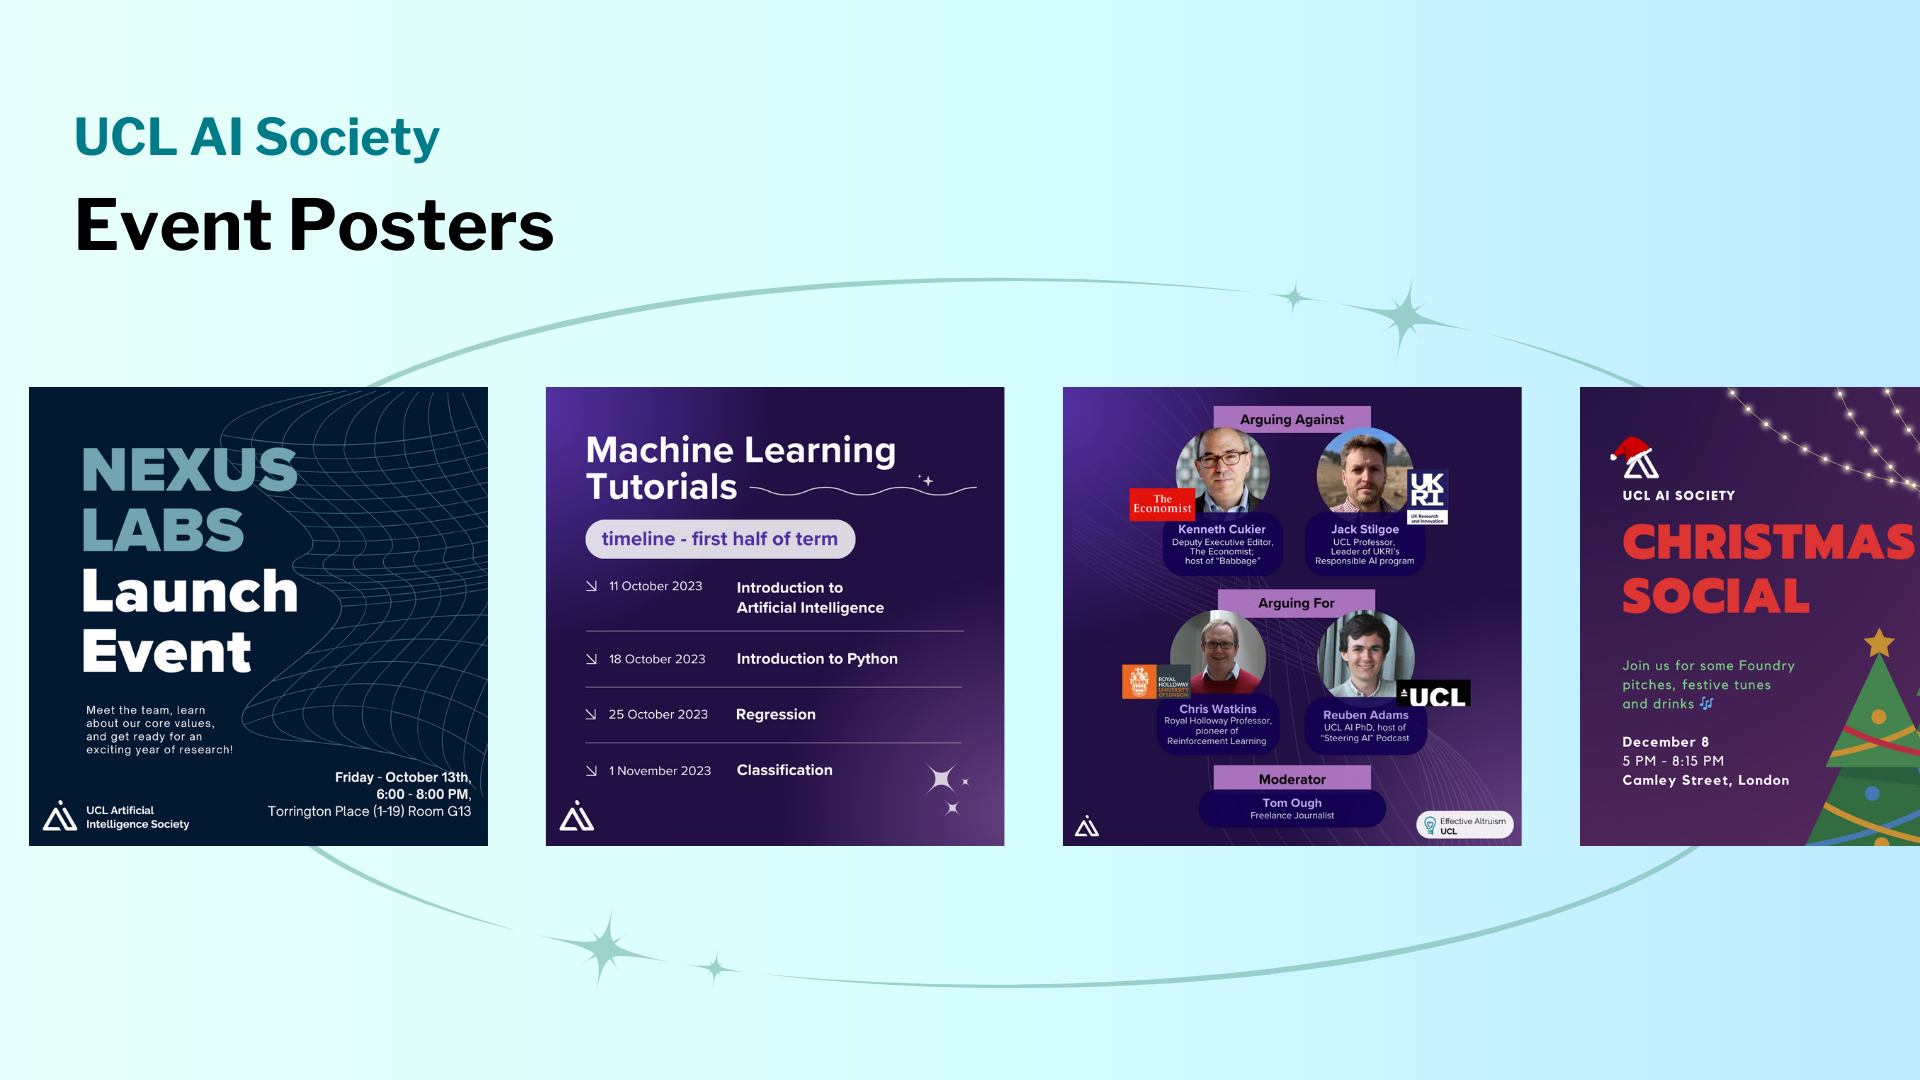 UCL AI Society
Event Posters
NEXUS
LABS
Launch
Event
Meet the team, learn
about our core values,
and get ready for an
exciting year of research!
Friday - October 13th,
6:00 - 8:00 PM,
Torrington Place (1-19) Room G13
UCL Artificial
Intelligence Society
Machine Learning
Tutorials
timeline - first half of term
11 October 2023
Introduction to
Artificial Intelligence
18 October 2023
Introduction to Python
25 October 2023
Regression
1 November 2023
Classification
Arguing Against
The
Economist
UK
RI
UK Research
and Innovation
Kenneth Cukier
Deputy Executive Editor,
The Economist;
host of "Babbage"
Jack Stilgoe
UCL Professor,
Leader of UKRI's
Responsible AI program
Arguing For
ROYAL
HOLLOWAY
UNIVERSITY
OF LONDON
UCL
Chris Watkins
Royal Holloway Professor,
pioneer of
Reinforcement Learning
Reuben Adams
UCL AI PhD, host of
"Steering AI" Podcast
Moderator
Tom Ough
Freelance Journalist
Effective Altruism
UCL
UCL AI SOCIETY
CHRISTMAS
SOCIAL
Join us for some Foundry
pitches, festive tunes
and drinks 🎶
December 8
5 PM - 8:15 PM
Camley Street, London